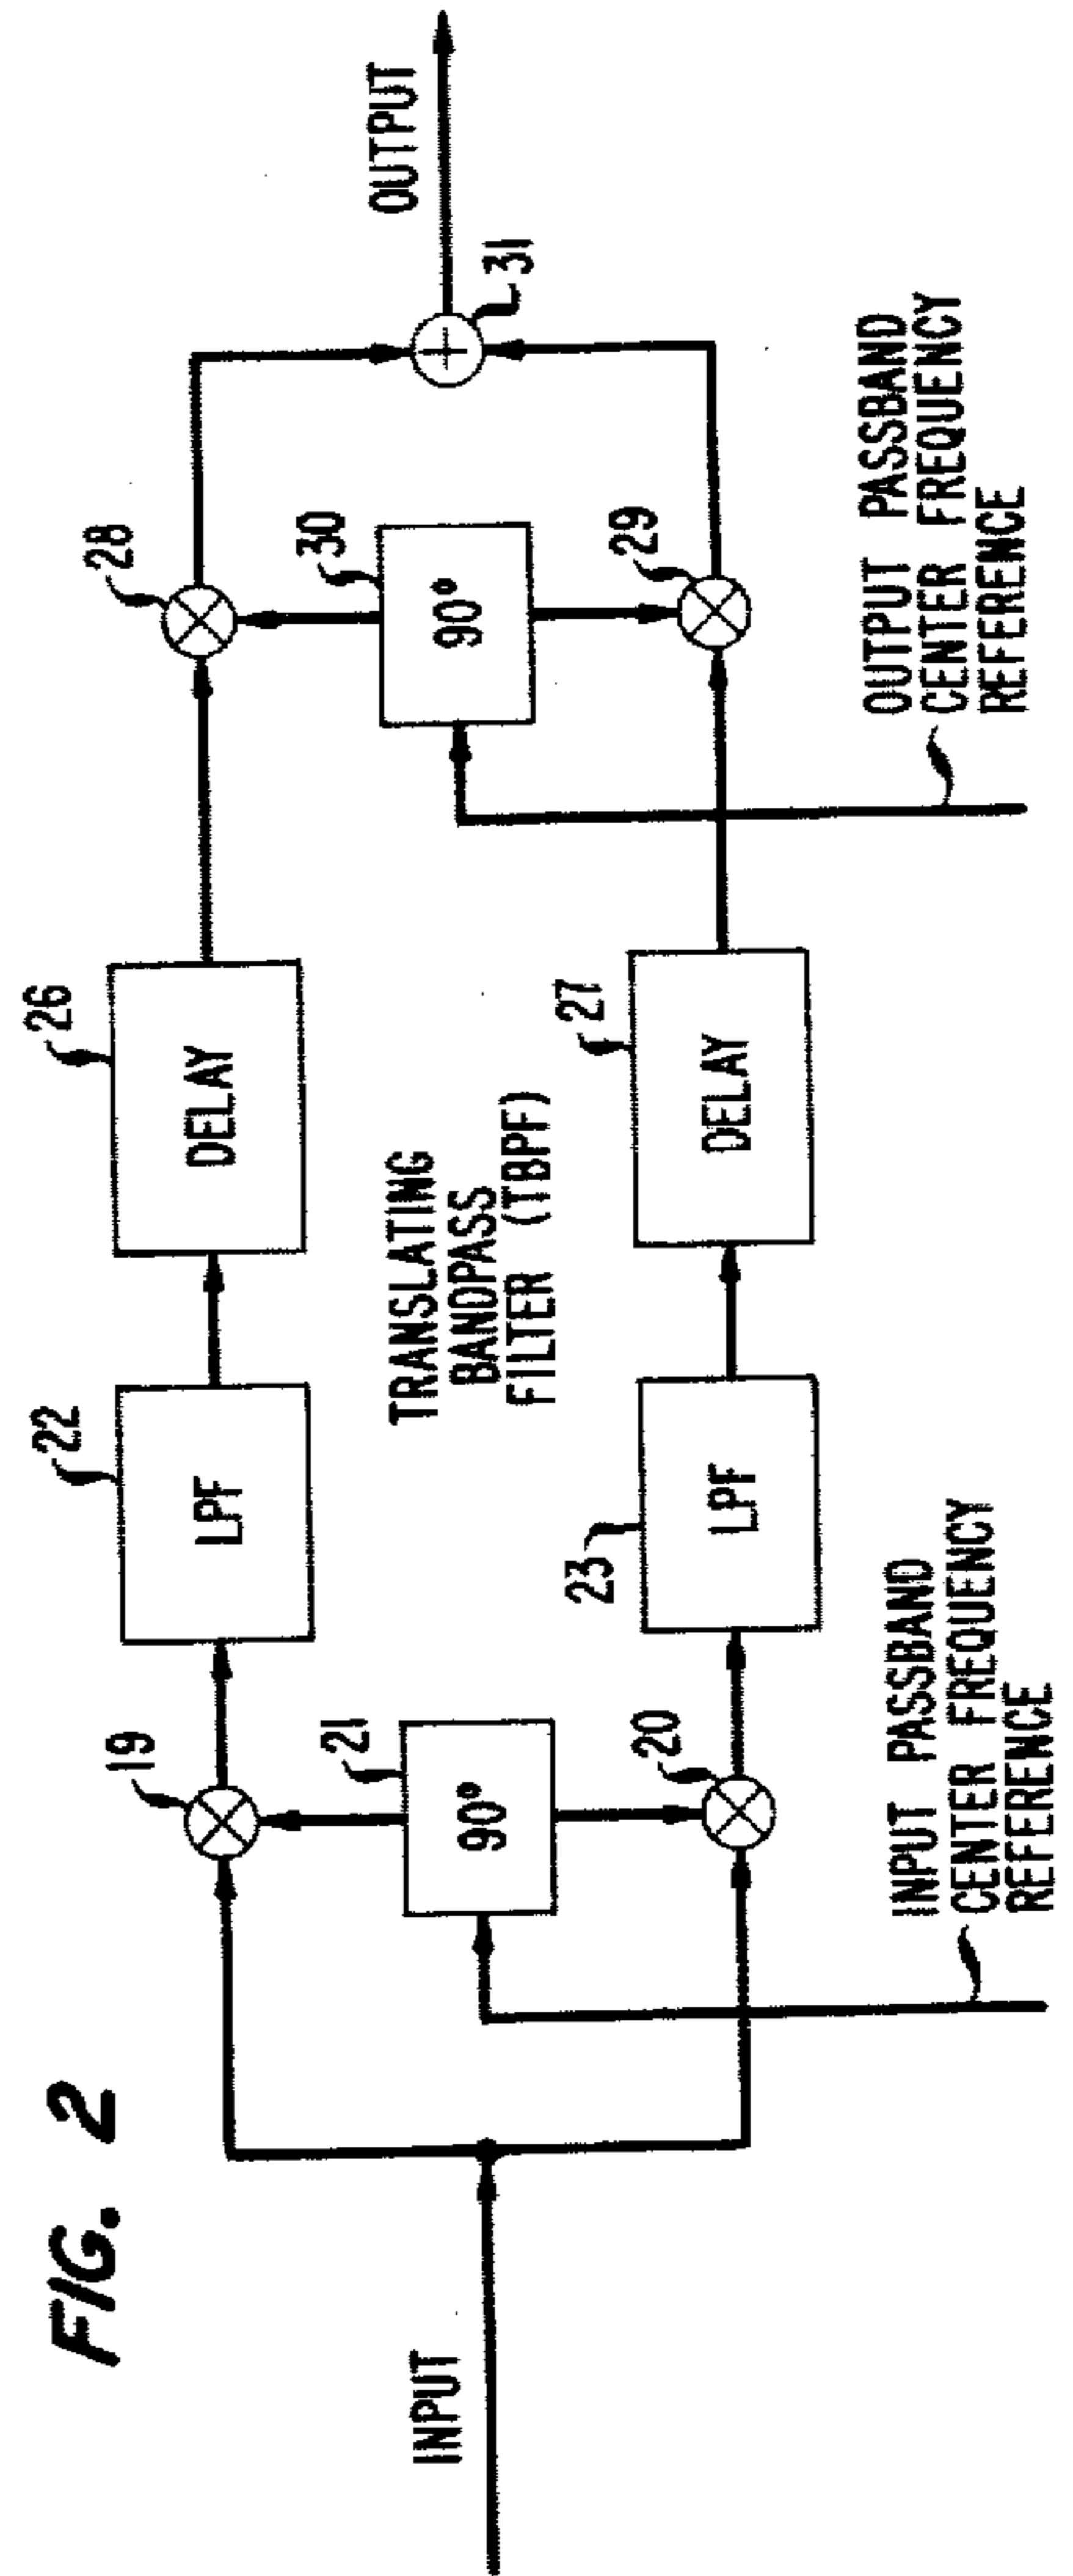 FIG. 2
INPUT
19
21
90°
20
INPUT PASSBAND
CENTER FREQUENCY
REFERENCE
22
LPF
23
LPF
TRANSLATING
BANDPASS
FILTER (TBPF)
26
DELAY
27
DELAY
28
30
90°
29
OUTPUT PASSBAND
CENTER FREQUENCY
REFERENCE
31
OUTPUT